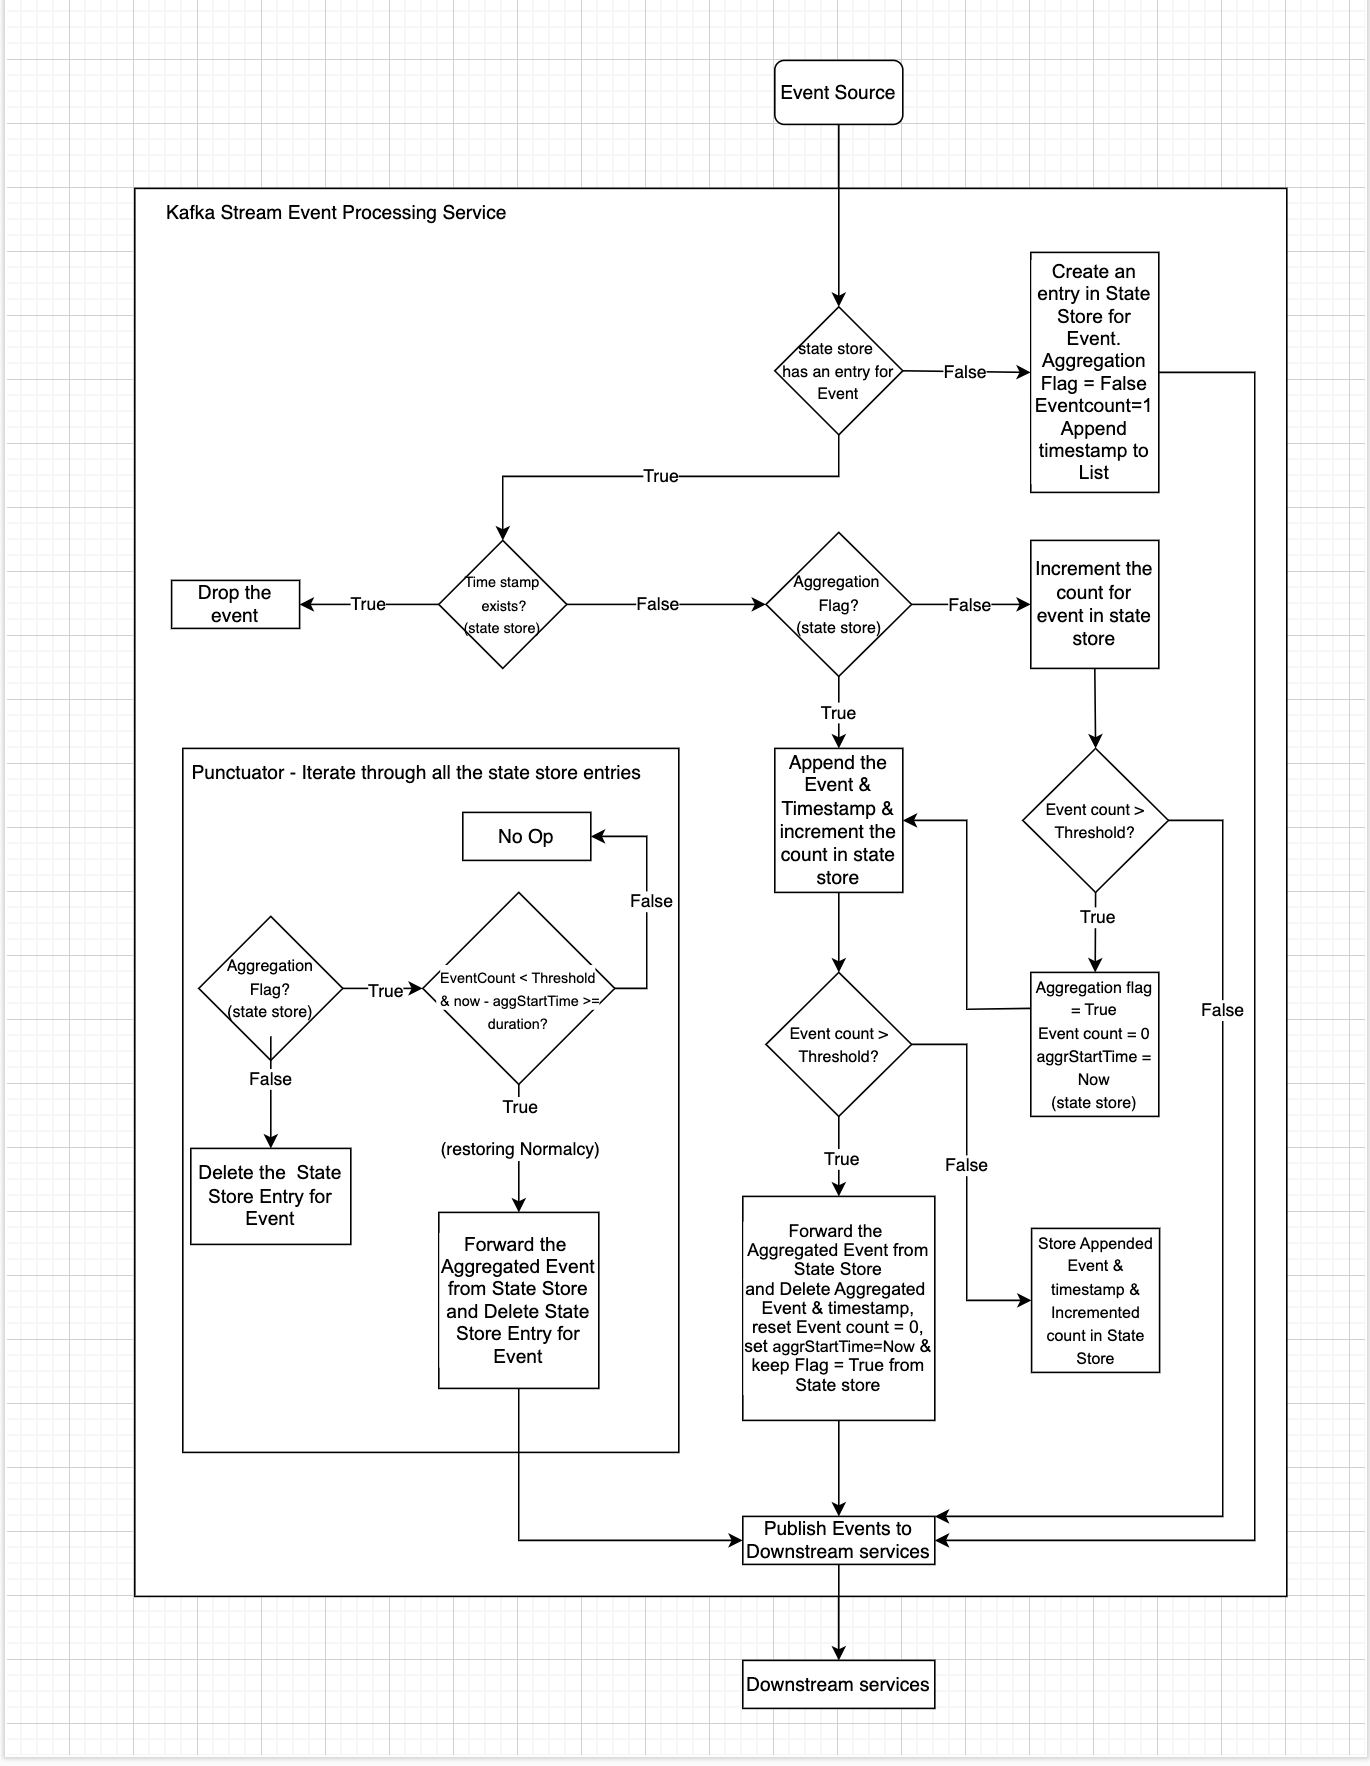 Event Source
Kafka Stream Event Processing Service
state store
has an entry for
Event
False
Create an
entry in State
Store for
Event.
Aggregation
Flag = False
Eventcount=1
Append
timestamp to
List
True
Drop the
event
True
Time stamp
exists?
(state store)
False
Aggregation
Flag?
(state store)
False
Increment the
count for
event in state
store
True
Append the
Event &
Timestamp &
increment the
count in state
store
Event count >
Threshold?
True
False
Aggregation flag
= True
Event count = 0
aggrStartTime =
Now
(state store)
Event count >
Threshold?
True
False
Forward the
Aggregated Event from
State Store
and Delete Aggregated
Event & timestamp,
reset Event count = 0,
set aggrStartTime=Now &
keep Flag = True from
State store
Store Appended
Event &
timestamp &
Incremented
count in State
Store
Punctuator - Iterate through all the state store entries
No Op
False
Aggregation
Flag?
(state store)
True
EventCount < Threshold
& now - aggStartTime >=
duration?
False
True
(restoring Normalcy)
Delete the  State
Store Entry for
Event
Forward the
Aggregated Event
from State Store
and Delete State
Store Entry for
Event
Publish Events to
Downstream services
Downstream services